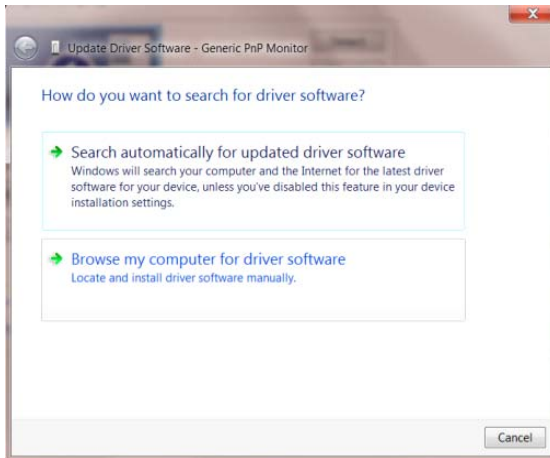 Update Driver Software - Generic PnP Monitor
How do you want to search for driver software?
Search automatically for updated driver software
Windows will search your computer and the Internet for the latest driver
software for your device, unless you've disabled this feature in your device
installation settings.
Browse my computer for driver software
Locate and install driver software manually.
Cancel